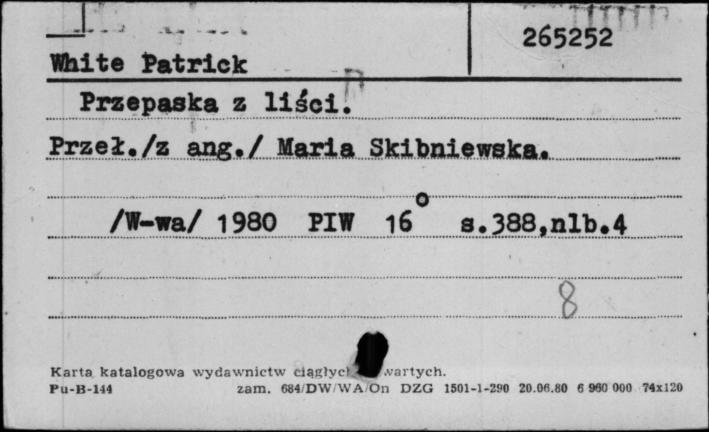 265252
White Patrick
Przepaska z liści.
Przeł./z ang./ Maria Skibniewska.
/W-wa/ 1980 PIW 16° s.388,nlb.4
8
Karta katalogowa wydawnictw
Pu-B-144 zam. 684/DW/WA/On DZG 1501-1-290 20.06.80 6 960 000 74x120